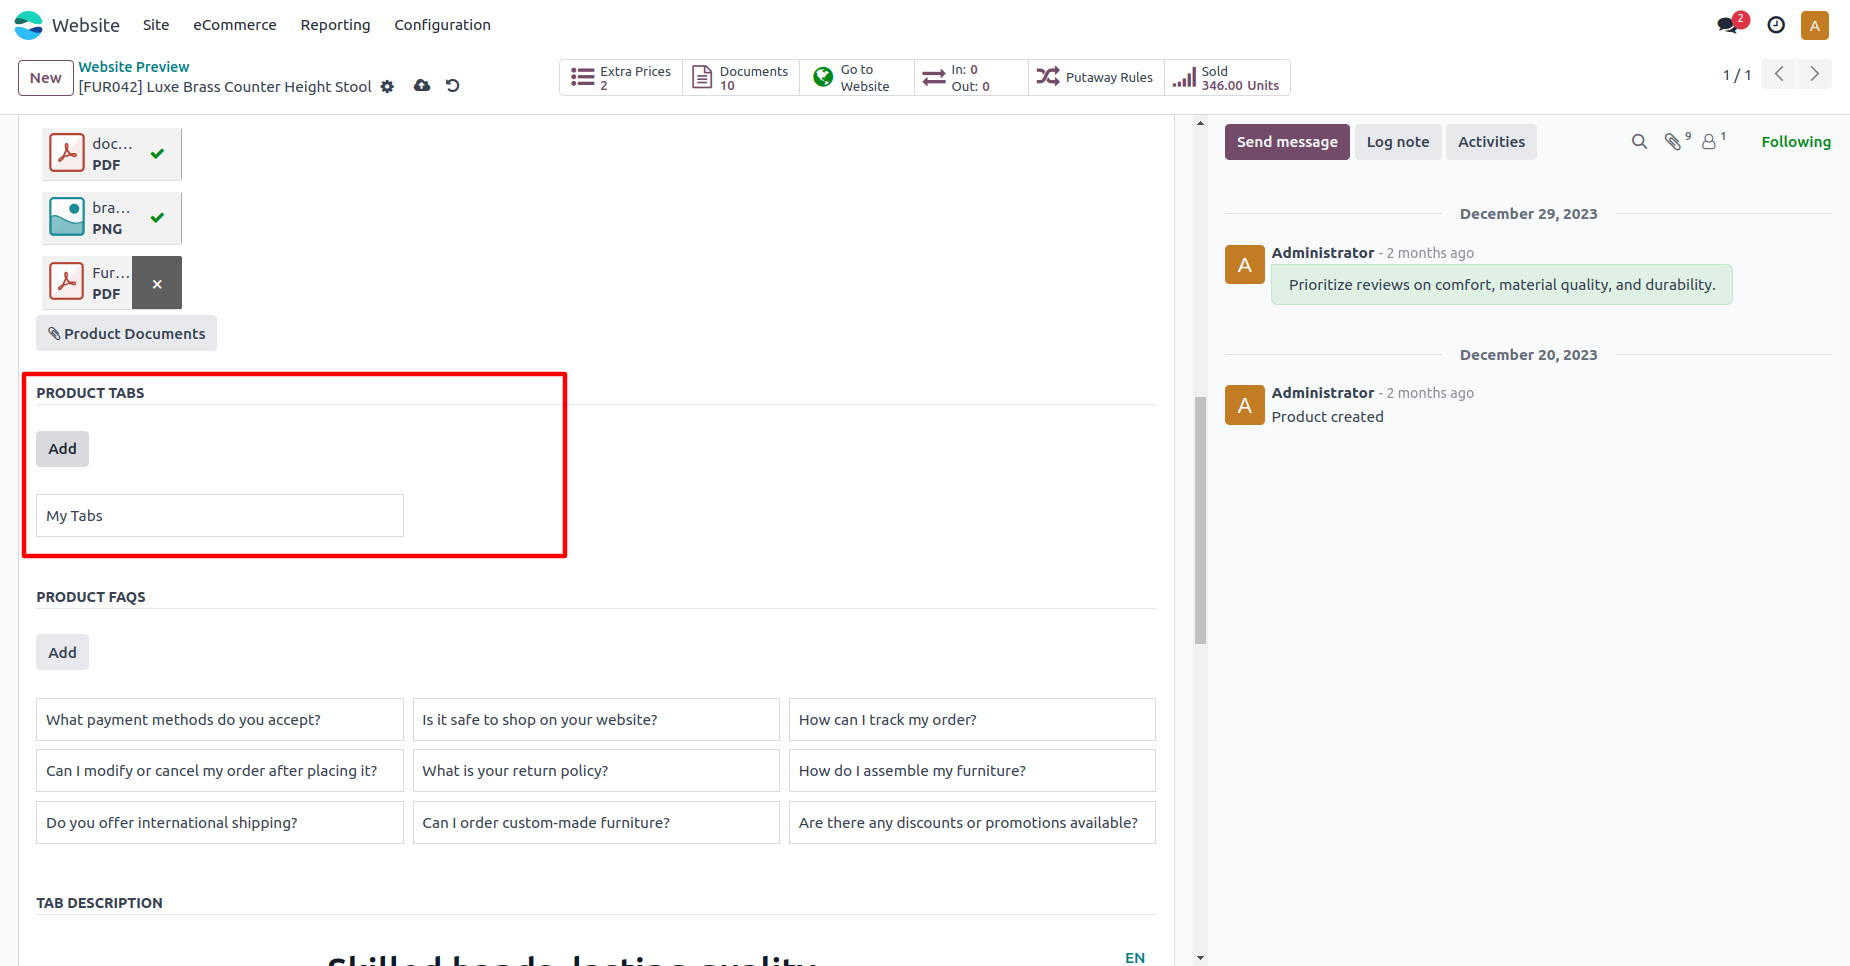 Website Site eCommerce Reporting Configuration 2 A
New Website Preview
[FUR042] Luxe Brass Counter Height Stool
Extra Prices
2
Documents
10
Go to
Website
In: 0
Out: 0
Putaway Rules
Sold
346.00 Units
1 / 1
doc...
PDF
bra...
PNG
Fur...
PDF
Product Documents
PRODUCT TABS
Add
My Tabs
PRODUCT FAQS
Add
What payment methods do you accept? Is it safe to shop on your website? How can I track my order?
Can I modify or cancel my order after placing it? What is your return policy? How do I assemble my furniture?
Do you offer international shipping? Can I order custom-made furniture? Are there any discounts or promotions available?
TAB DESCRIPTION
Skilled hands, lasting quality
EN
Send message Log note Activities 9 1 Following
December 29, 2023
A
Administrator - 2 months ago
Prioritize reviews on comfort, material quality, and durability.
December 20, 2023
A
Administrator - 2 months ago
Product created